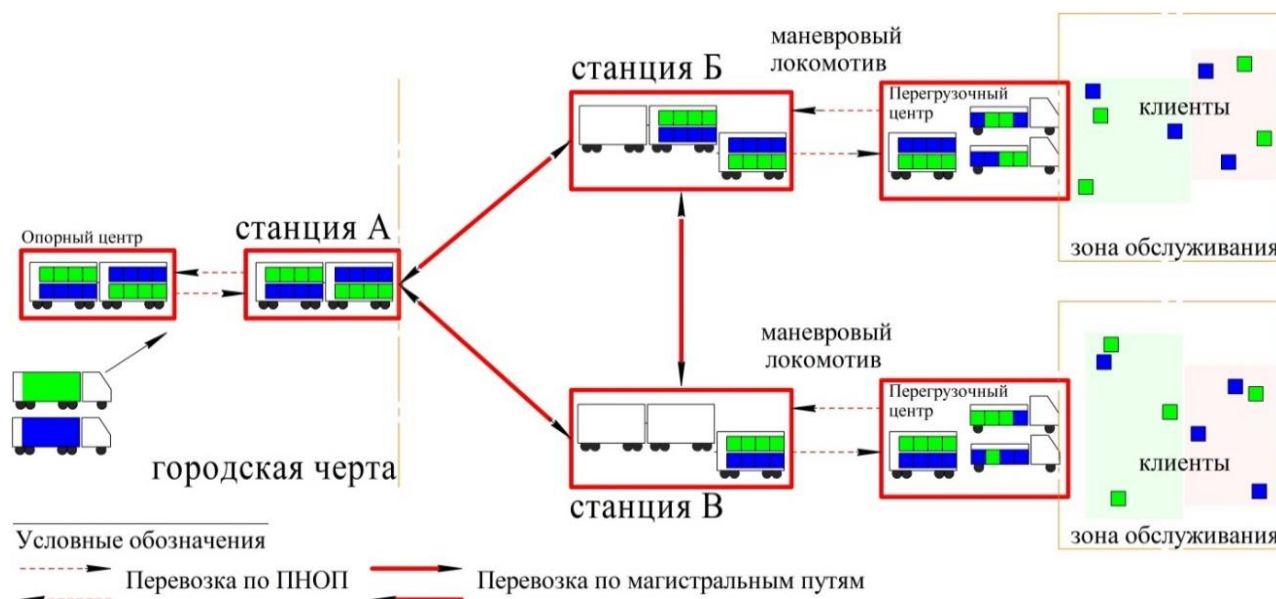 маневровый
локомотив
станция Б
Перегрузочный
центр
клиенты
зона обслуживания
станция А
Опорный центр
маневровый
локомотив
Перегрузочный
центр
городская черта
станция В
клиенты
зона обслуживания
Условные обозначения
Перевозка по ПНОП
Перевозка по магистральным путям